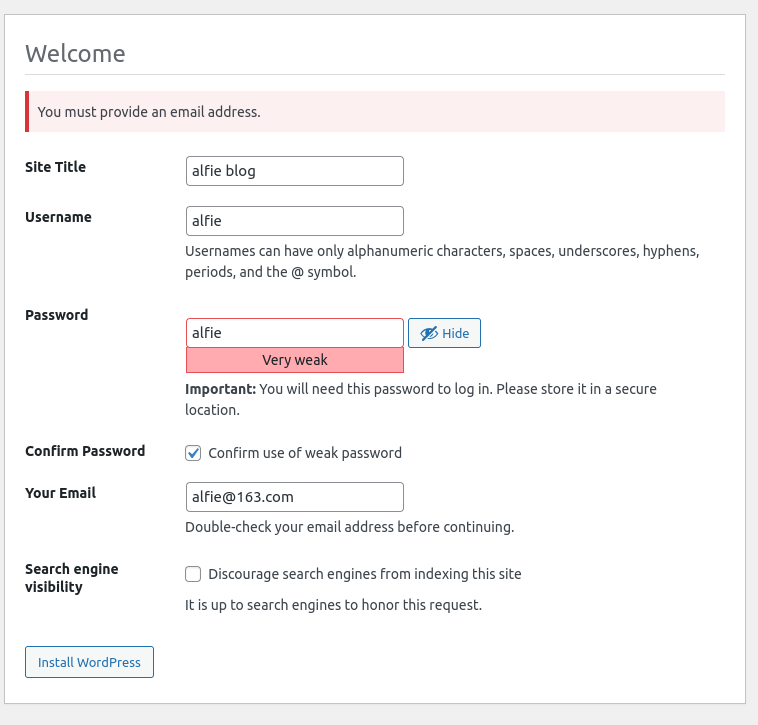 Welcome
You must provide an email address.
Site Title
alfie blog
Username
alfie
Usernames can have only alphanumeric characters, spaces, underscores, hyphens,
periods, and the @ symbol.
Password
alfie
Hide
Very weak
Important: You will need this password to log in. Please store it in a secure
location.
Confirm Password
Confirm use of weak password
Your Email
alfie@163.com
Double-check your email address before continuing.
Search engine
visibility
Discourage search engines from indexing this site
It is up to search engines to honor this request.
Install WordPress